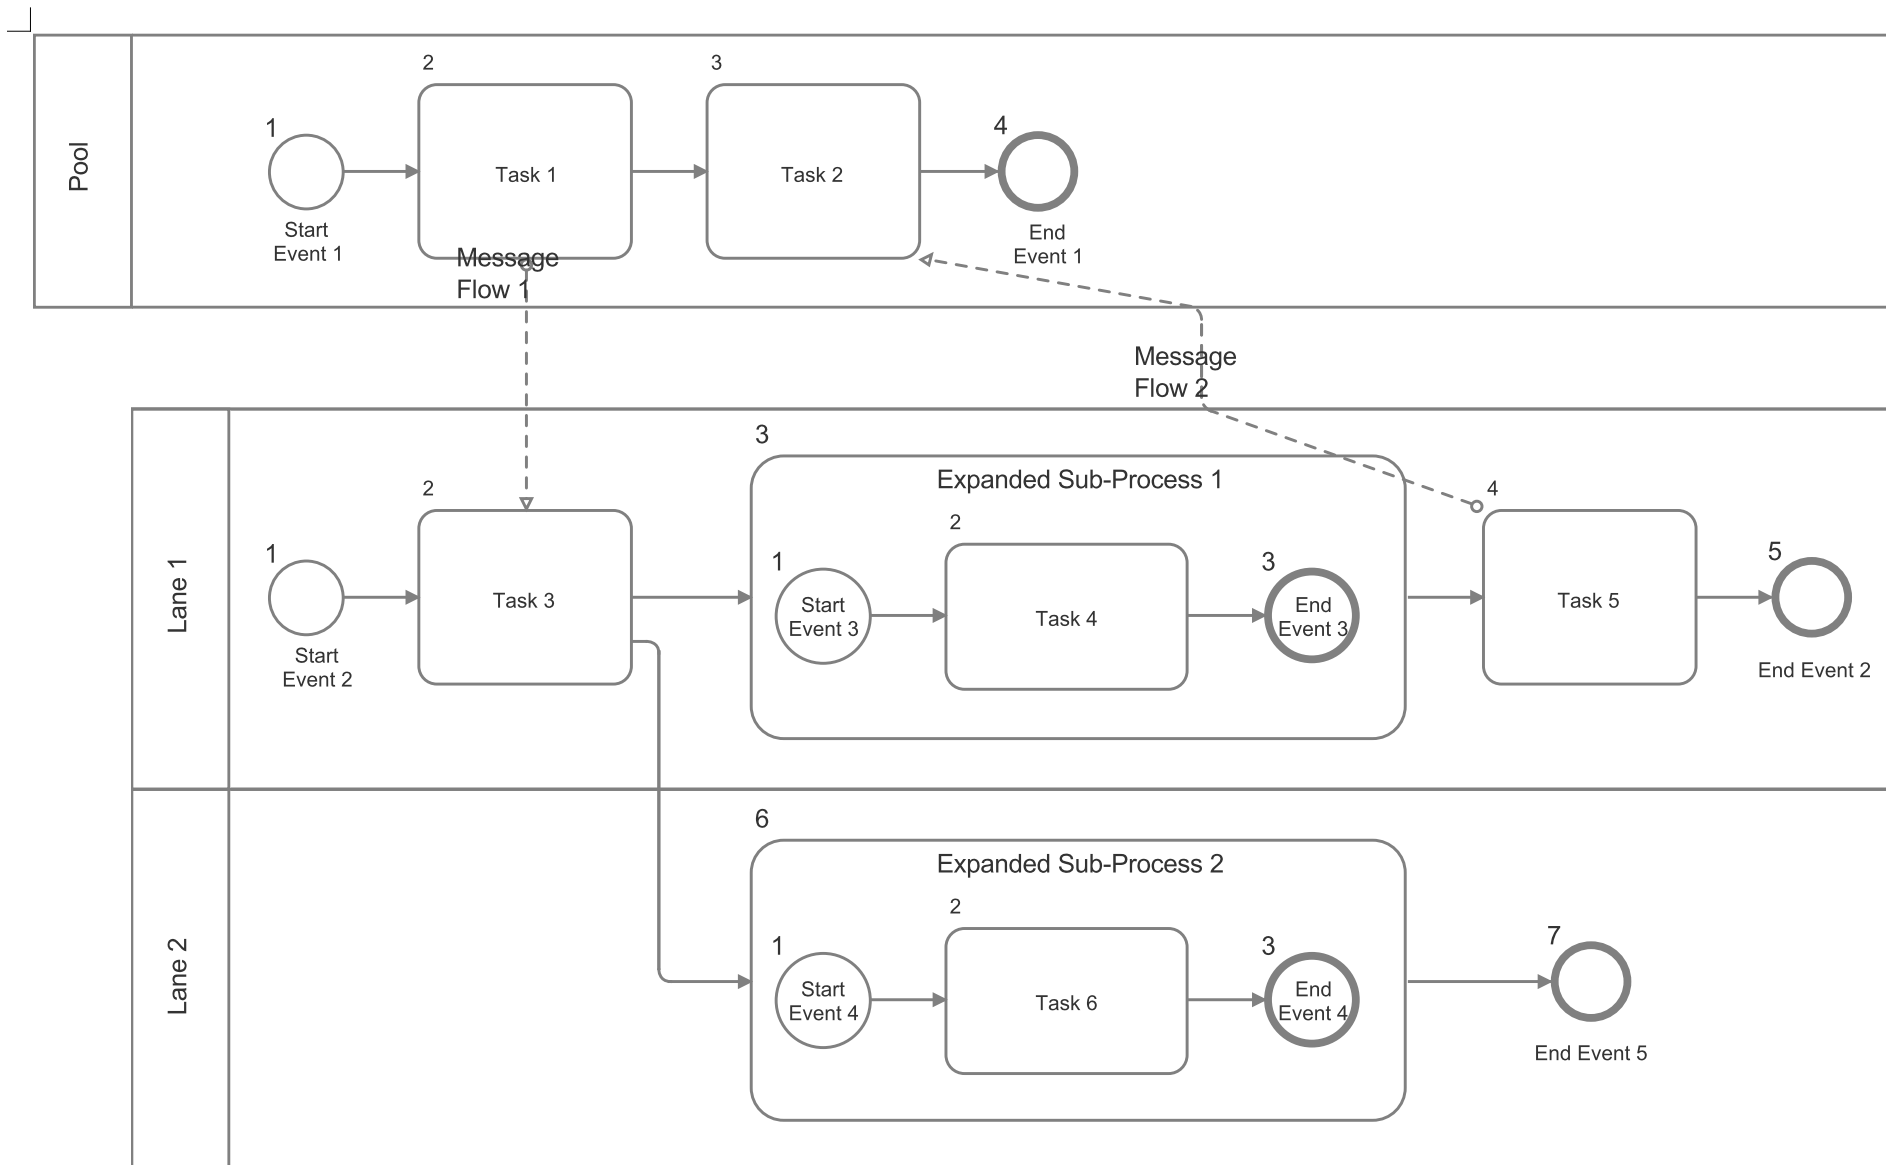 Pool
1
Start
Event 1
2
Task 1
3
Task 2
4
End
Event 1
Message
Flow 1
Message
Flow 2
Lane 1
1
Start
Event 2
2
Task 3
3
Expanded Sub-Process 1
1
Start
Event 3
2
Task 4
3
End
Event 3
4
Task 5
5
End Event 2
Lane 2
6
Expanded Sub-Process 2
1
Start
Event 4
2
Task 6
3
End
Event 4
7
End Event 5